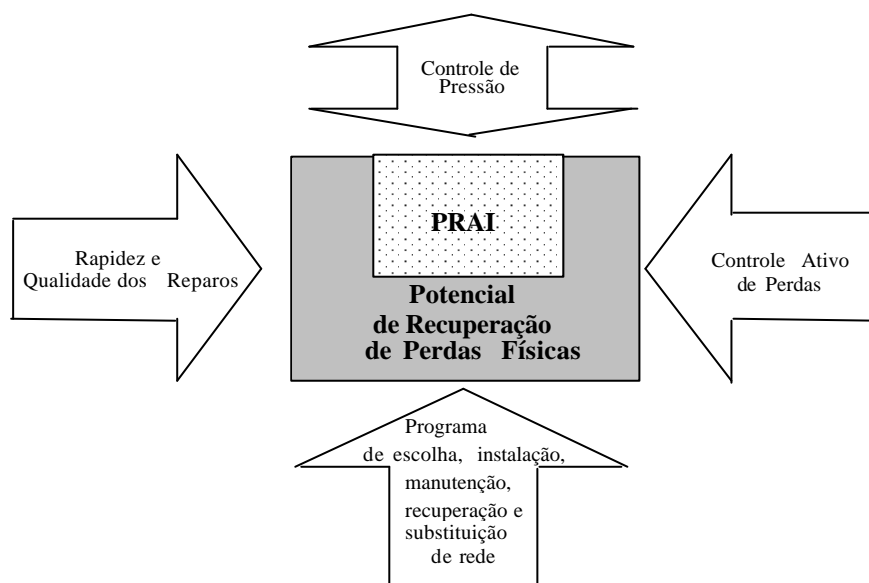 Controle de
Pressão
PRAI
Rapidez e
Qualidade dos Reparos
Controle Ativo
de Perdas
Potencial
de Recuperação
de Perdas Físicas
Programa
de escolha, instalação,
manutenção,
recuperação e
substituição
de rede